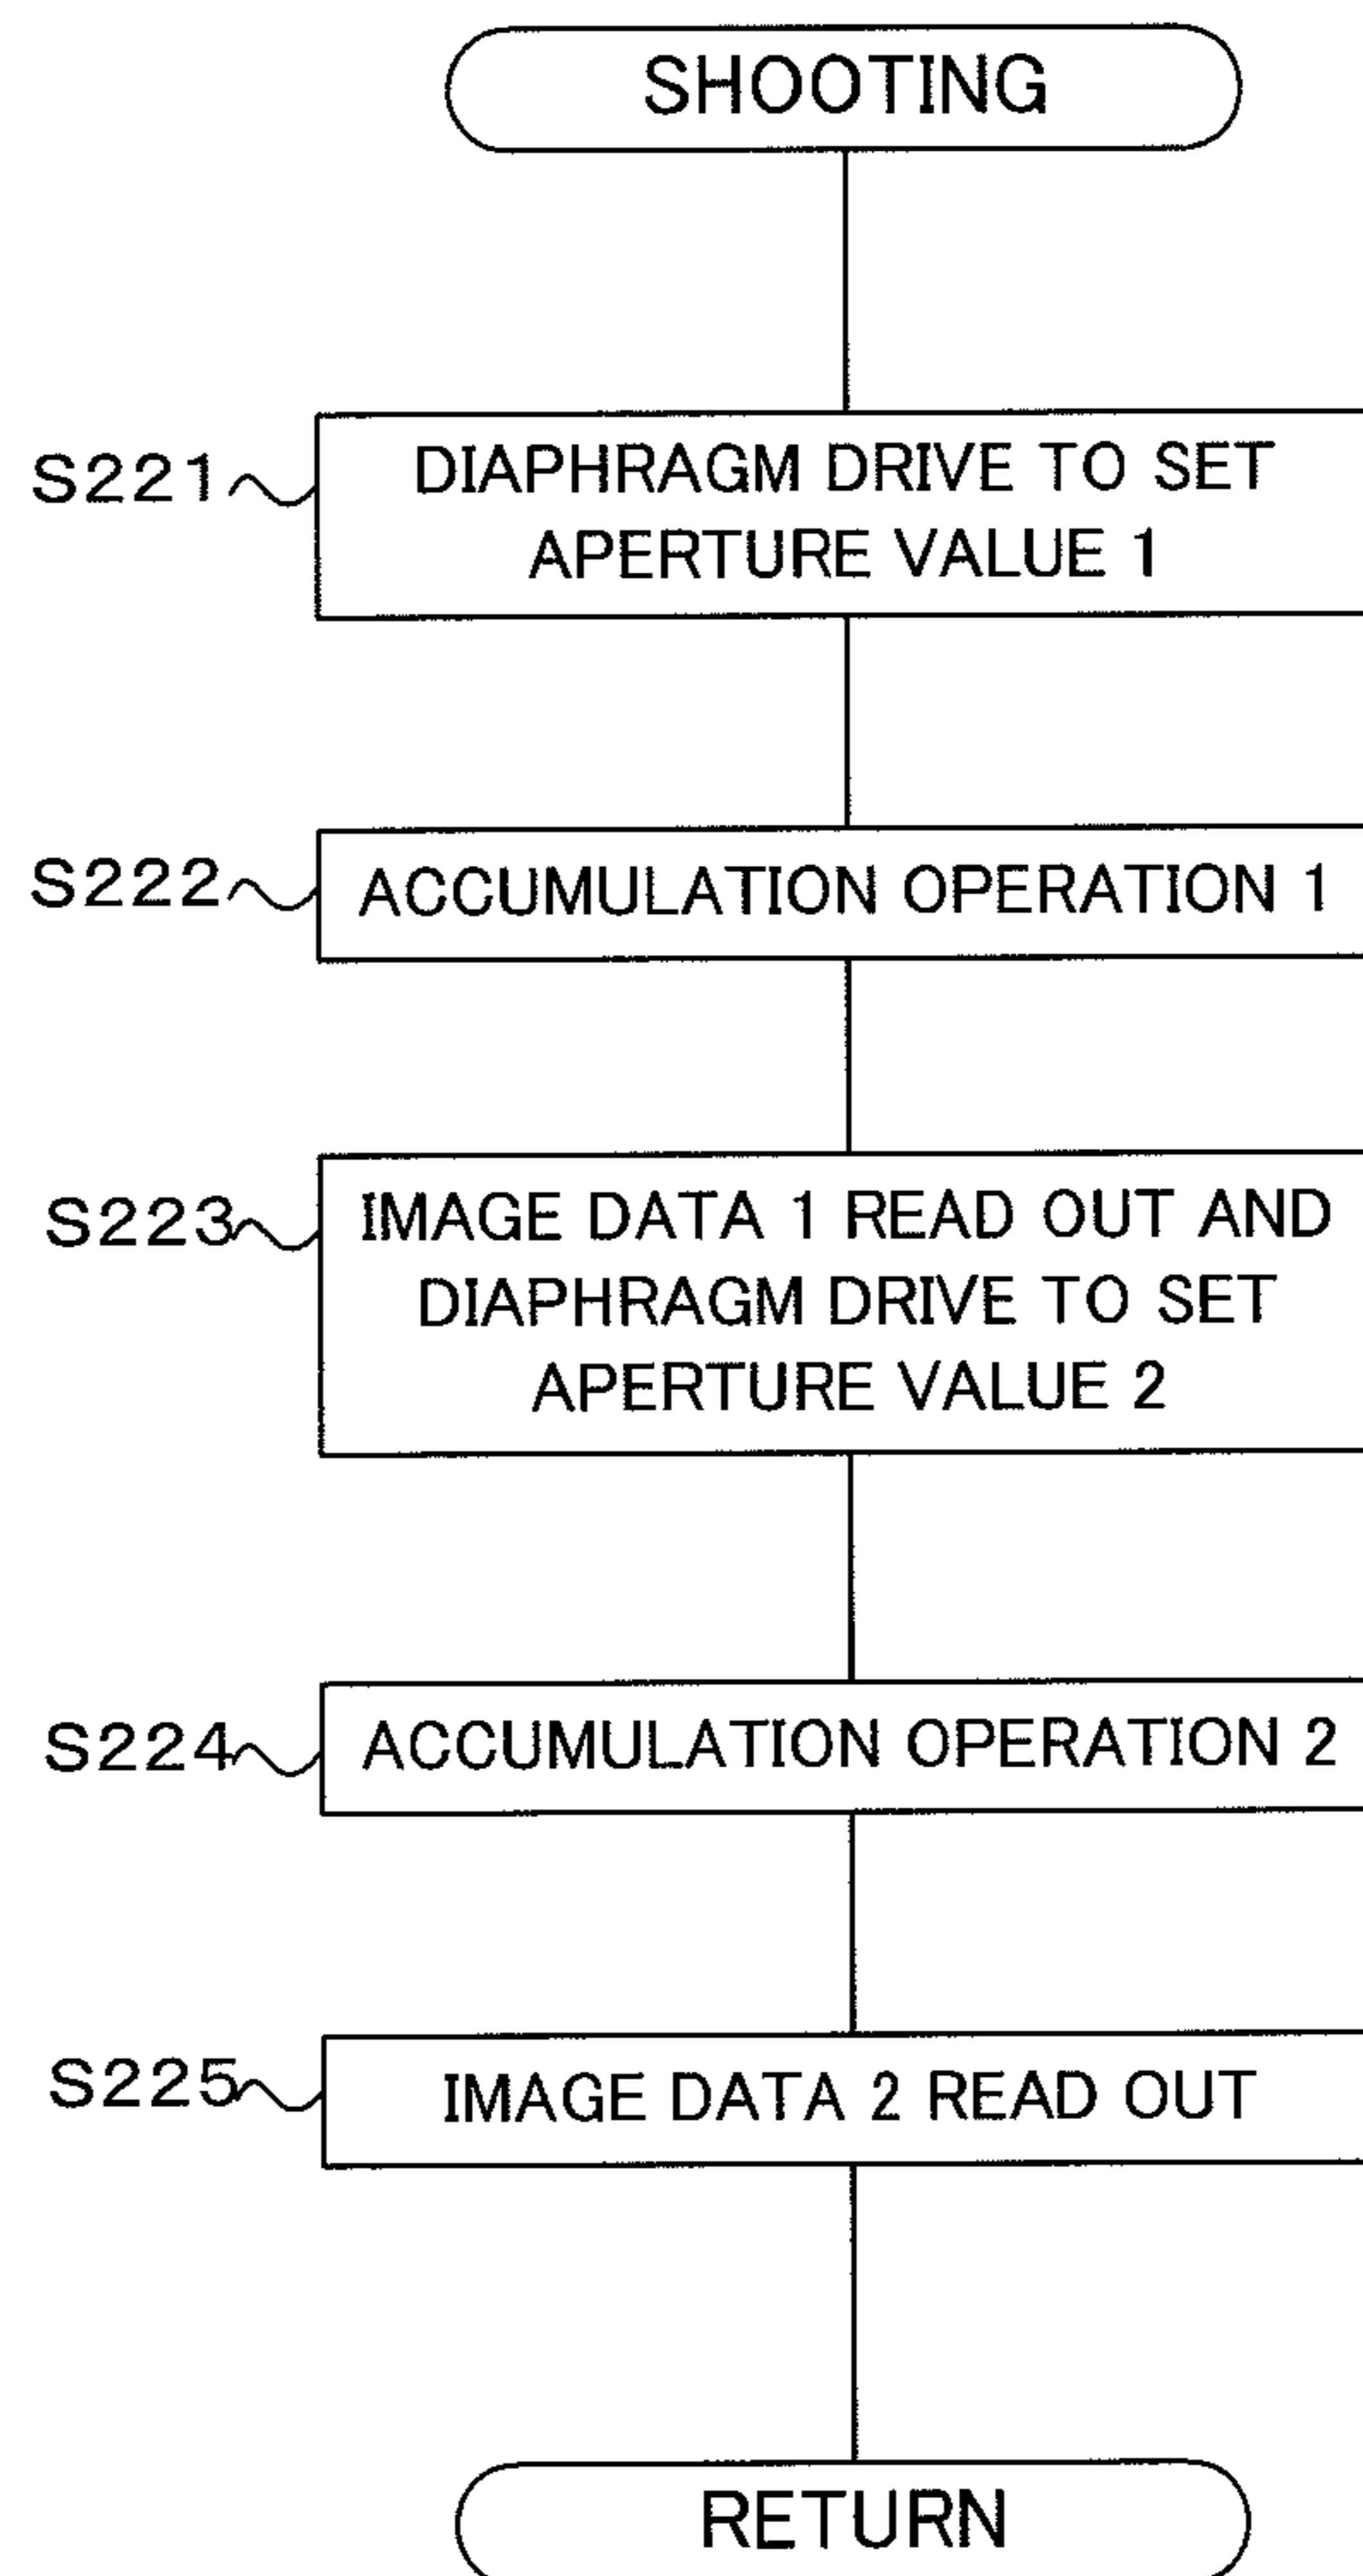 SHOOTING
S221
DIAPHRAGM DRIVE TO SET
APERTURE VALUE 1
S222
ACCUMULATION OPERATION 1
S223
IMAGE DATA 1 READ OUT AND
DIAPHRAGM DRIVE TO SET
APERTURE VALUE 2
S224
ACCUMULATION OPERATION 2
S225
IMAGE DATA 2 READ OUT
RETURN